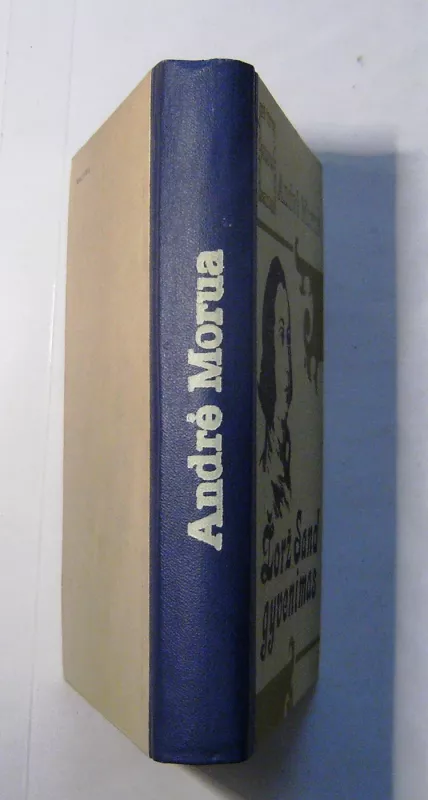 André Morua
Žorž Sand
gyvenimas